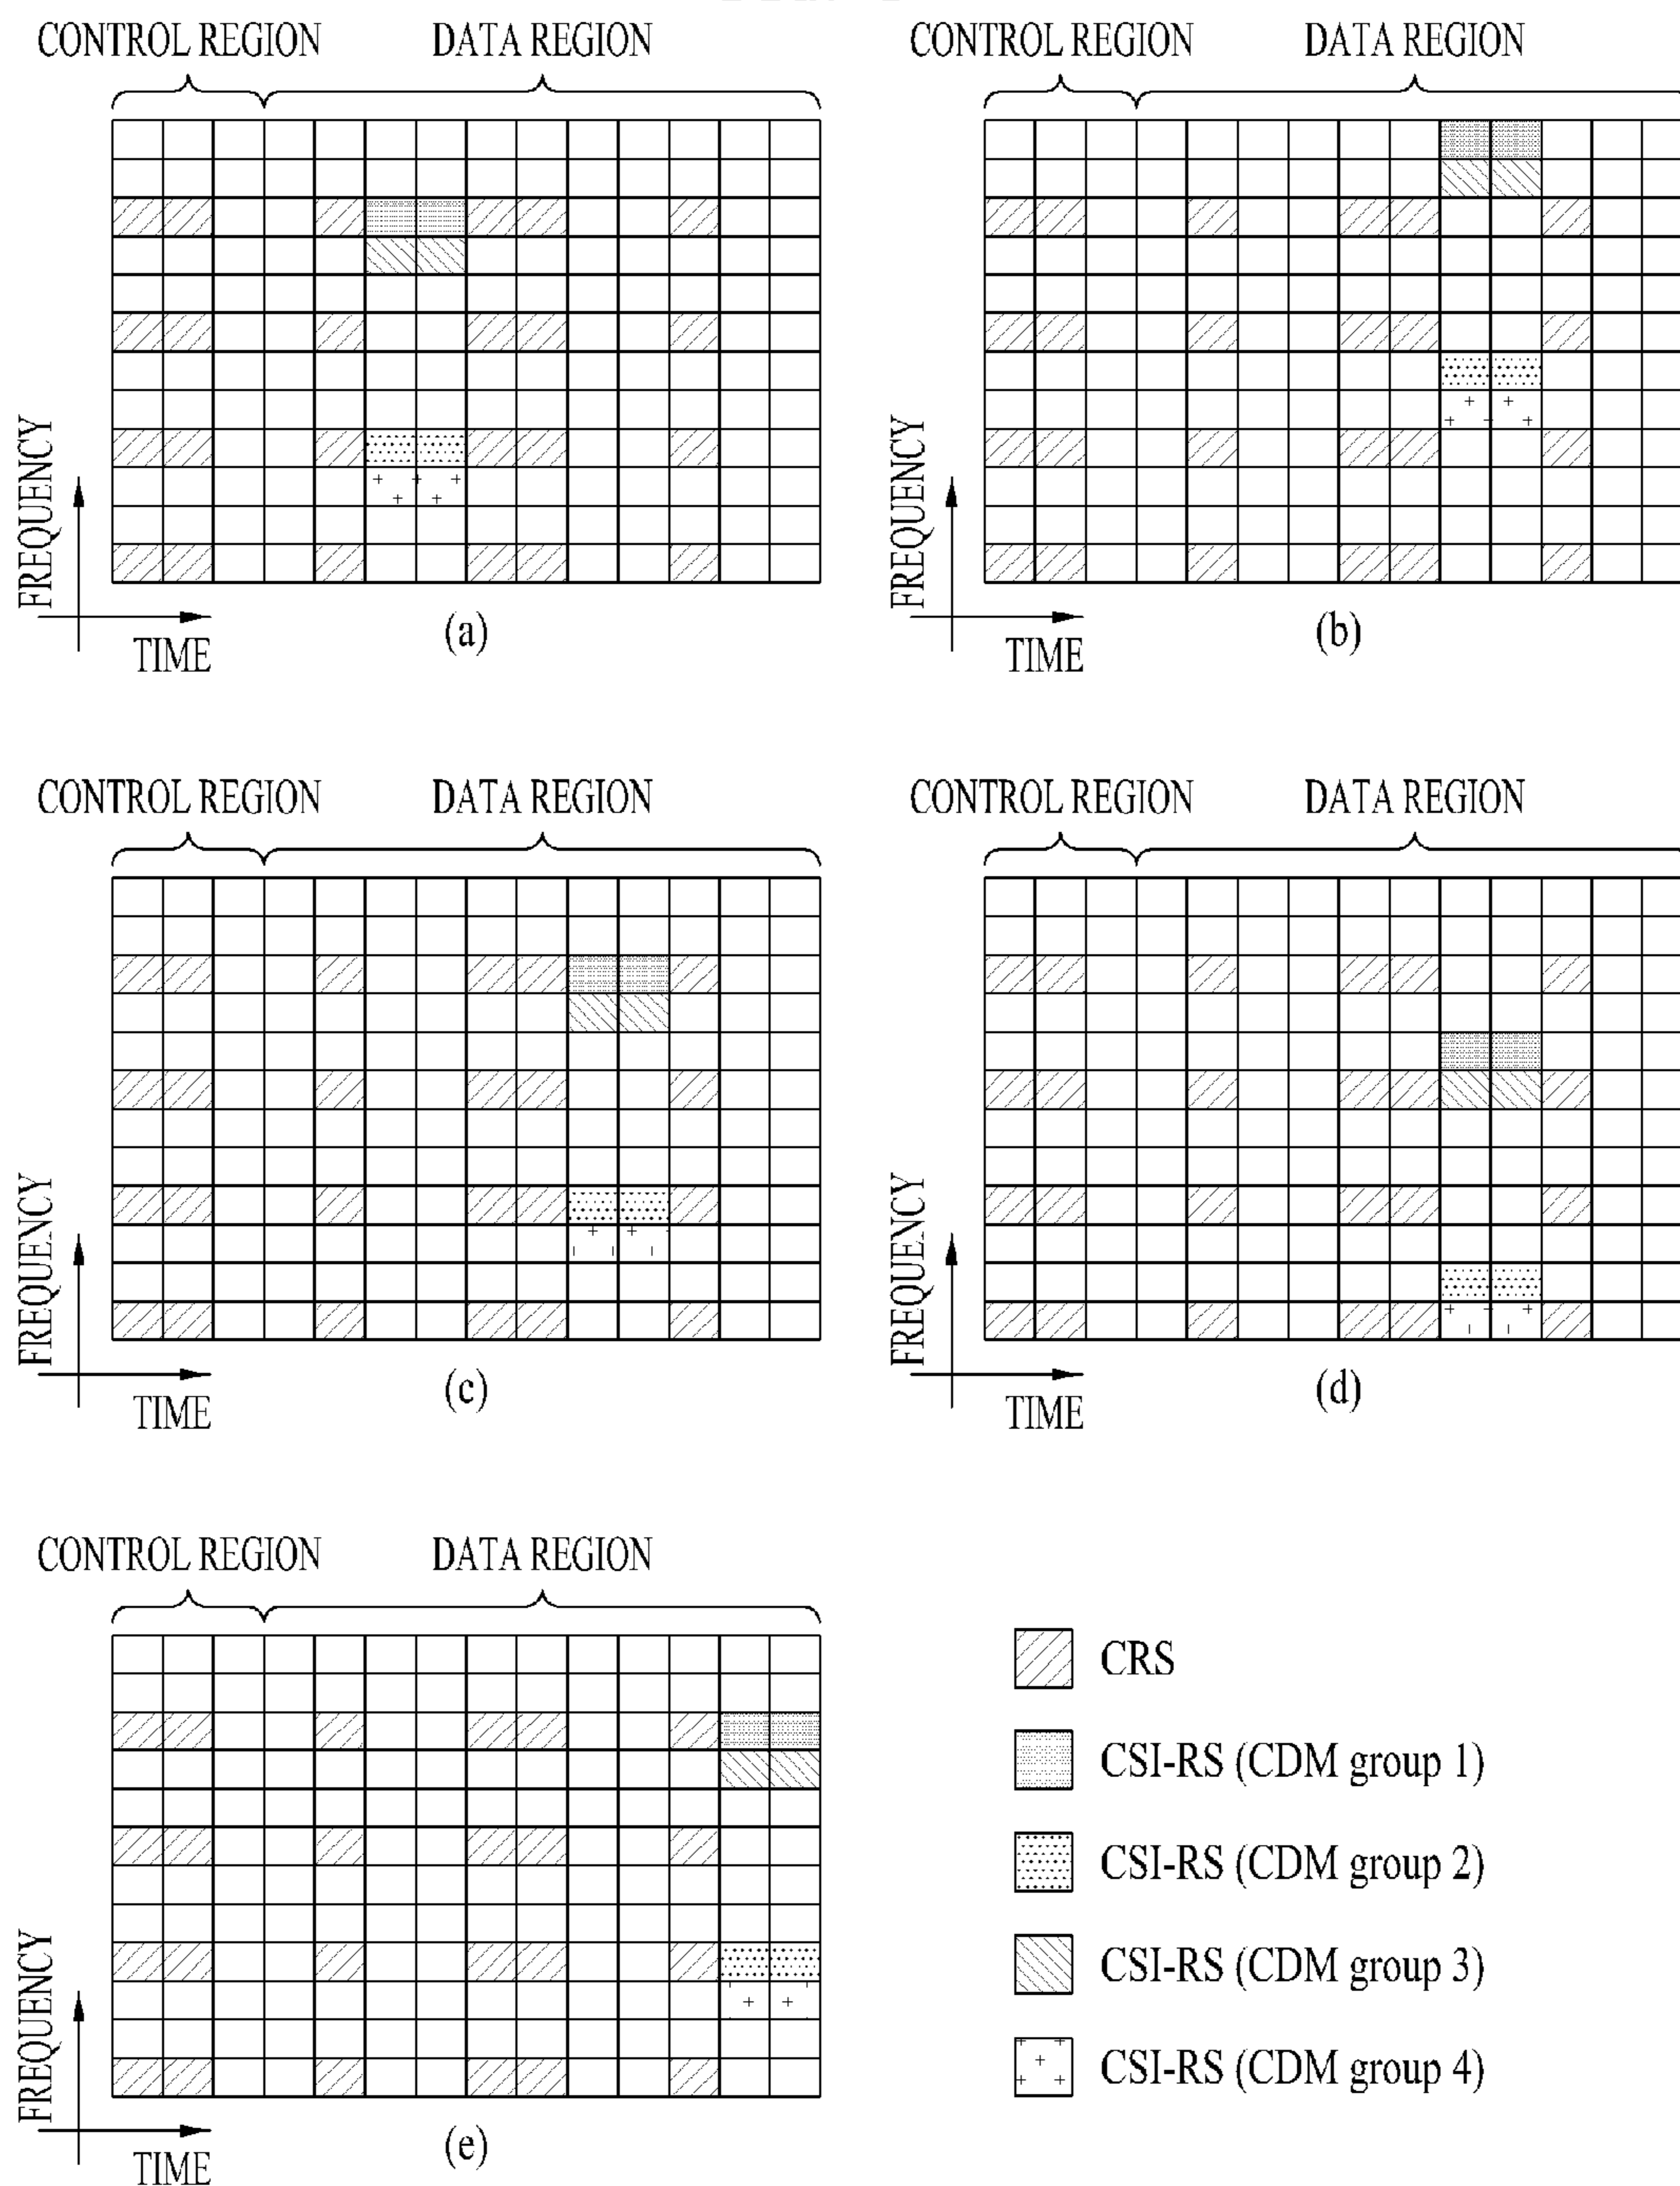 CONTROL REGION DATA REGION
FREQUENCY
TIME
(a)
CONTROL REGION DATA REGION
FREQUENCY
TIME
(b)
CONTROL REGION DATA REGION
FREQUENCY
TIME
(c)
CONTROL REGION DATA REGION
FREQUENCY
TIME
(d)
CONTROL REGION DATA REGION
FREQUENCY
TIME
(e)
CRS
CSI-RS (CDM group 1)
CSI-RS (CDM group 2)
CSI-RS (CDM group 3)
CSI-RS (CDM group 4)